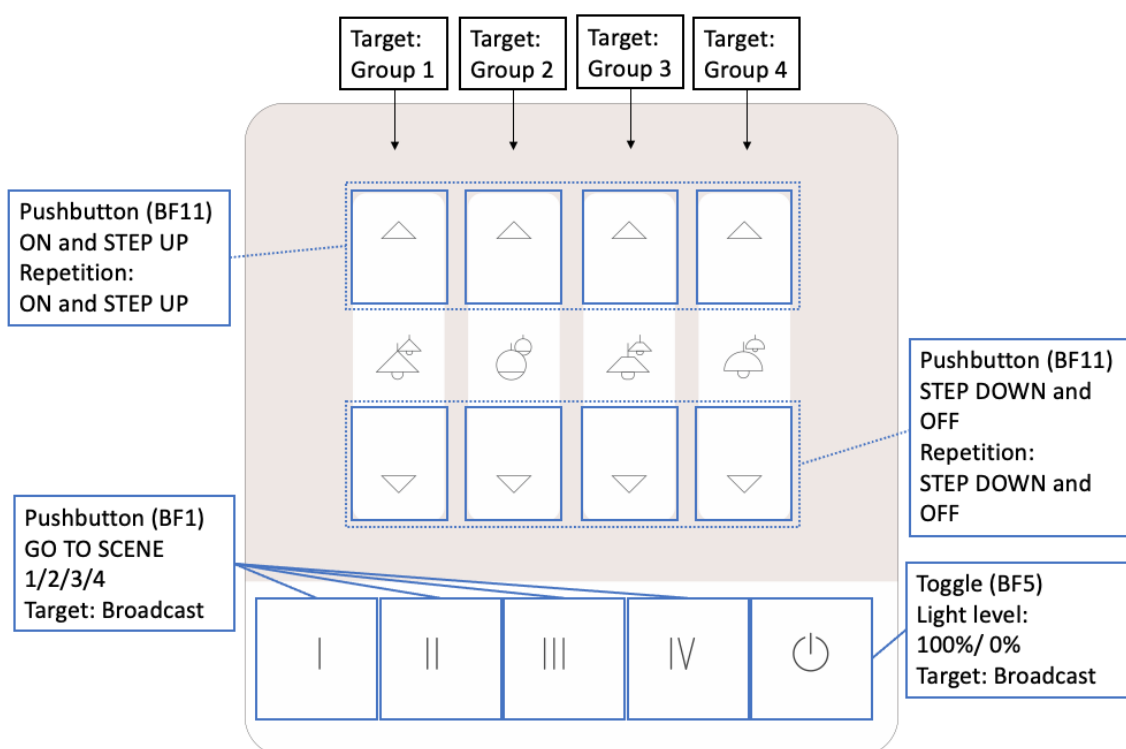 Target:
Group 1
Target:
Group 2
Target:
Group 3
Target:
Group 4
Pushbutton (BF11)
ON and STEP UP
Repetition:
ON and STEP UP
Pushbutton (BF11)
STEP DOWN and
OFF
Repetition:
STEP DOWN and
OFF
Pushbutton (BF1)
GO TO SCENE
1/2/3/4
Target: Broadcast
Toggle (BF5)
Light level:
100%/ 0%
Target: Broadcast
I II III IV